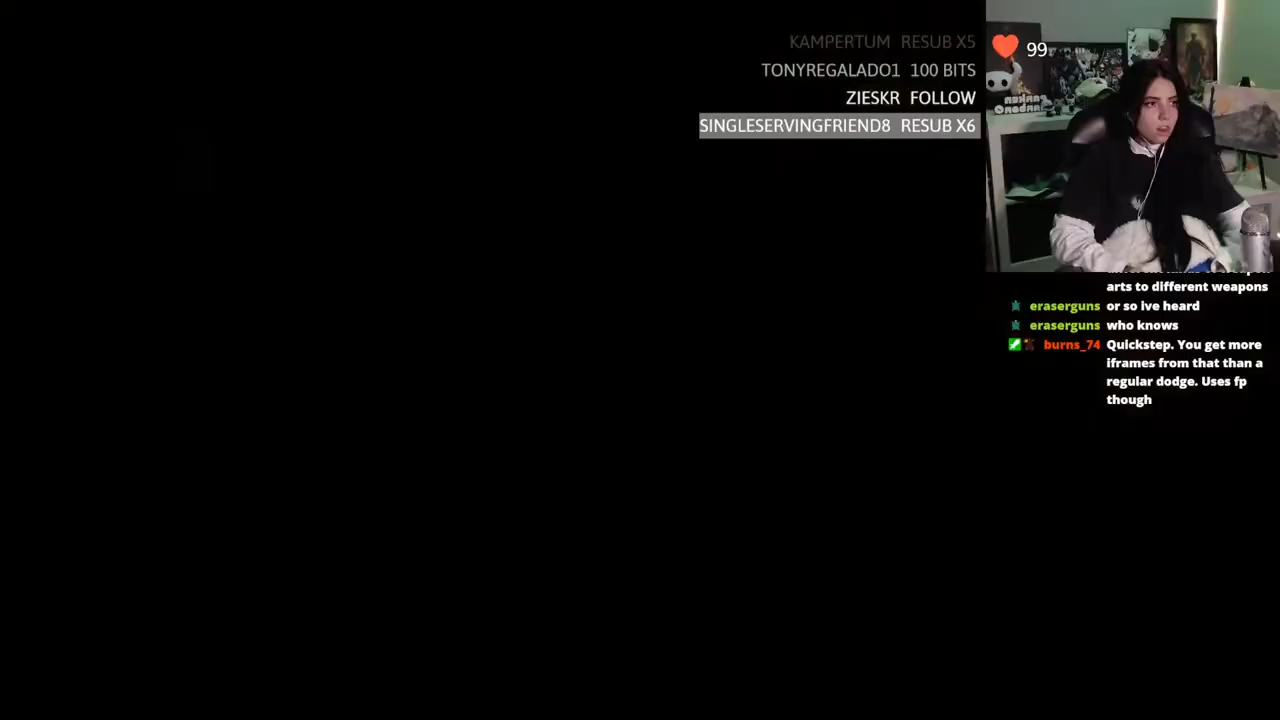 KAMPERTUM RESUB X5
TONYREGALADO1 100 BITS
ZIESKR FOLLOW
SINGLESERVINGFRIEND8 RESUB X6
99
arts to different weapons
eraserguns or so ive heard
eraserguns who knows
burns_74 Quickstep. You get more
iframes from that than a
regular dodge. Uses fp
though